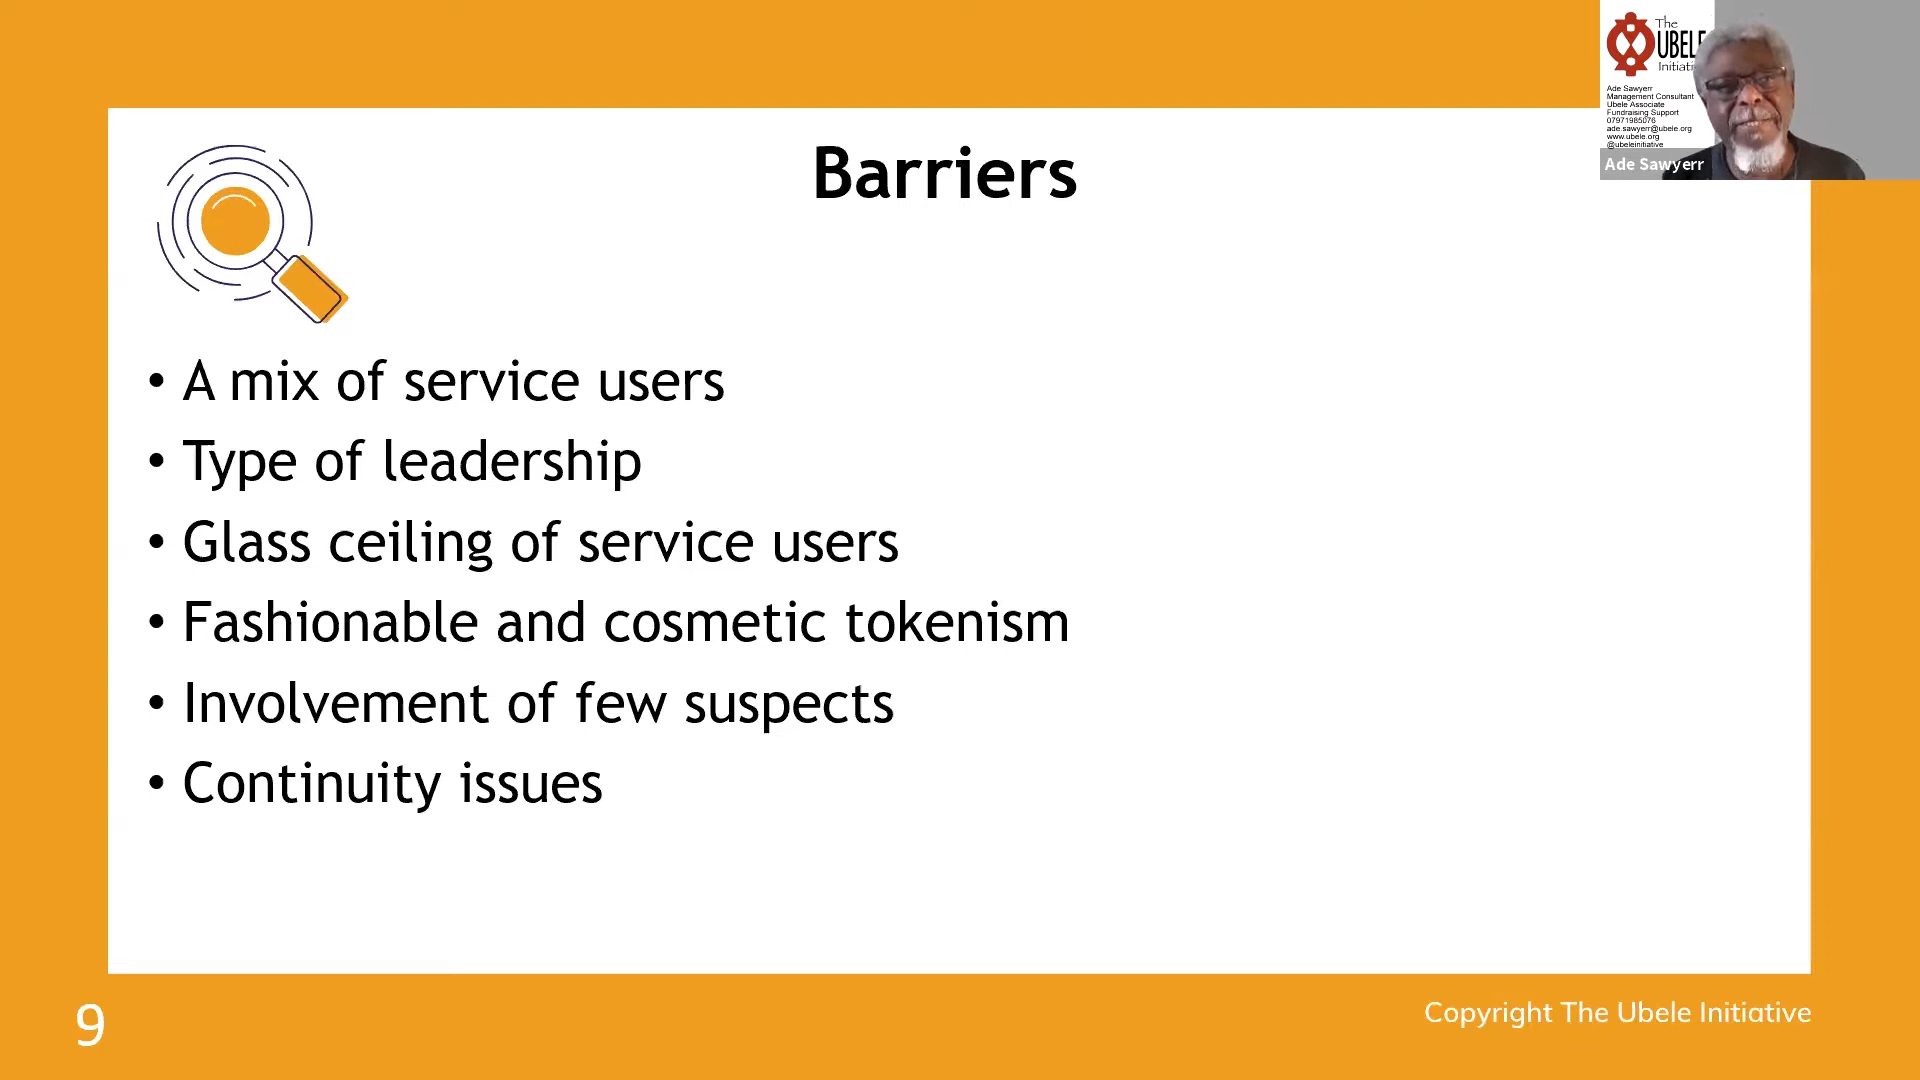 Barriers
• A mix of service users
• Type of leadership
• Glass ceiling of service users
• Fashionable and cosmetic tokenism
• Involvement of few suspects
• Continuity issues
9
Copyright The Ubele Initiative
The
UBELE
Initiati
Ade Sawyerr
Management Consultant
Ubele Associate
Fundraising Support
07971985076
ade.sawyerr@ubele.org
www.ubele.org
@ubeleinitiative
Ade Sawyerr